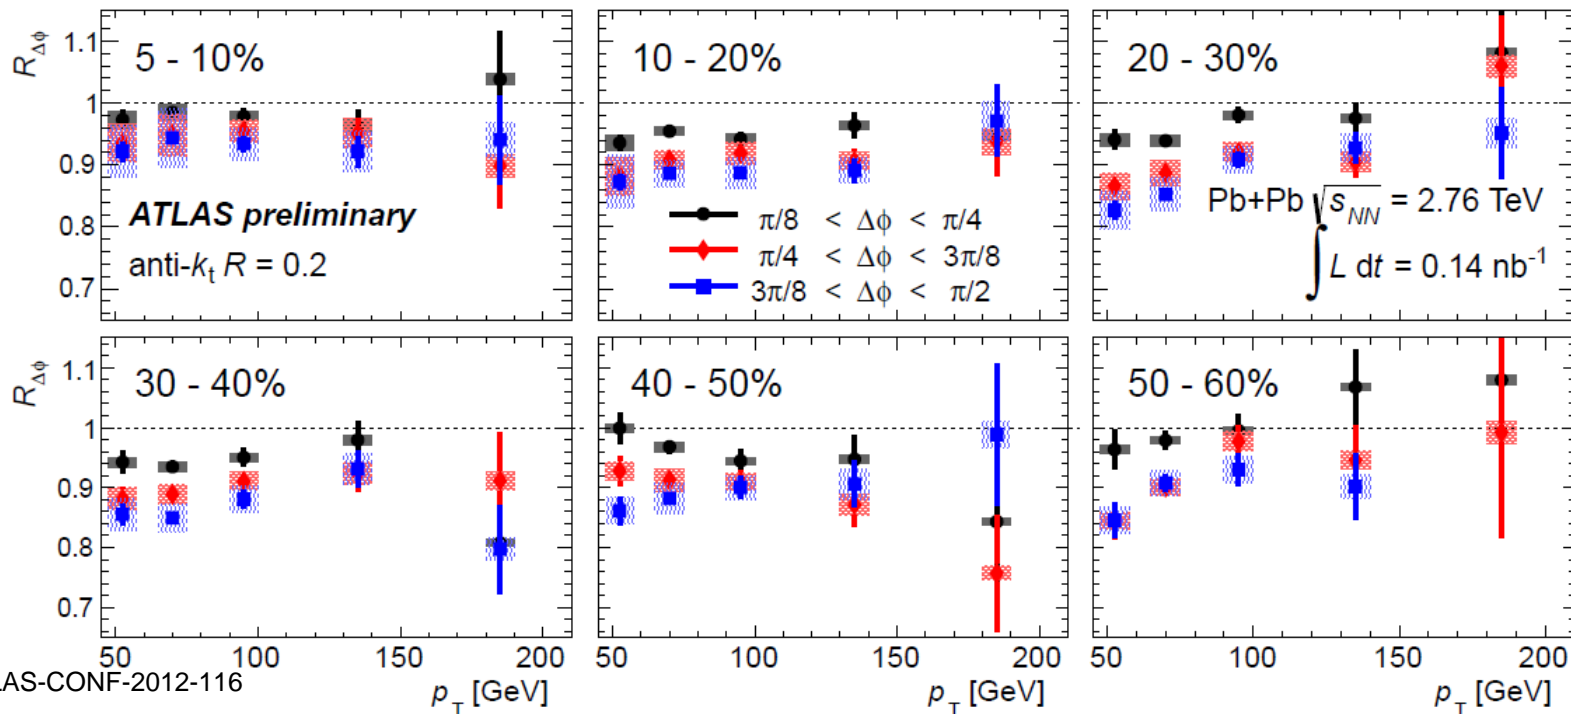 R_Δφ
1.1
1
0.9
0.8
0.7
5 - 10%
ATLAS preliminary
anti-k_t R = 0.2
10 - 20%
π/8 < Δφ < π/4
π/4 < Δφ < 3π/8
3π/8 < Δφ < π/2
20 - 30%
Pb+Pb √s_NN = 2.76 TeV
∫ L dt = 0.14 nb⁻¹
R_Δφ
1.1
1
0.9
0.8
0.7
30 - 40%
40 - 50%
50 - 60%
50 100 150 200
50 100 150 200
50 100 150 200
p_T [GeV]
p_T [GeV]
p_T [GeV]
LAS-CONF-2012-116